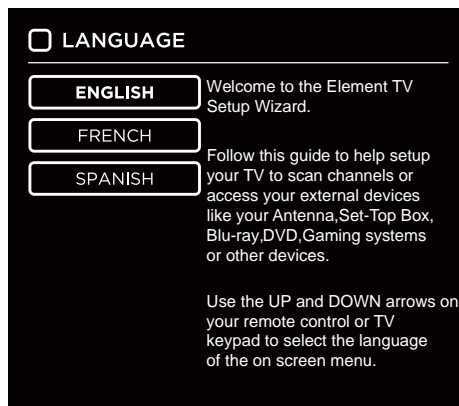 LANGUAGE
ENGLISH
FRENCH
SPANISH
Welcome to the Element TV
Setup Wizard.
Follow this guide to help setup
your TV to scan channels or
access your external devices
like your Antenna,Set-Top Box,
Blu-ray,DVD,Gaming systems
or other devices.
Use the UP and DOWN arrows on
your remote control or TV
keypad to select the language
of the on screen menu.